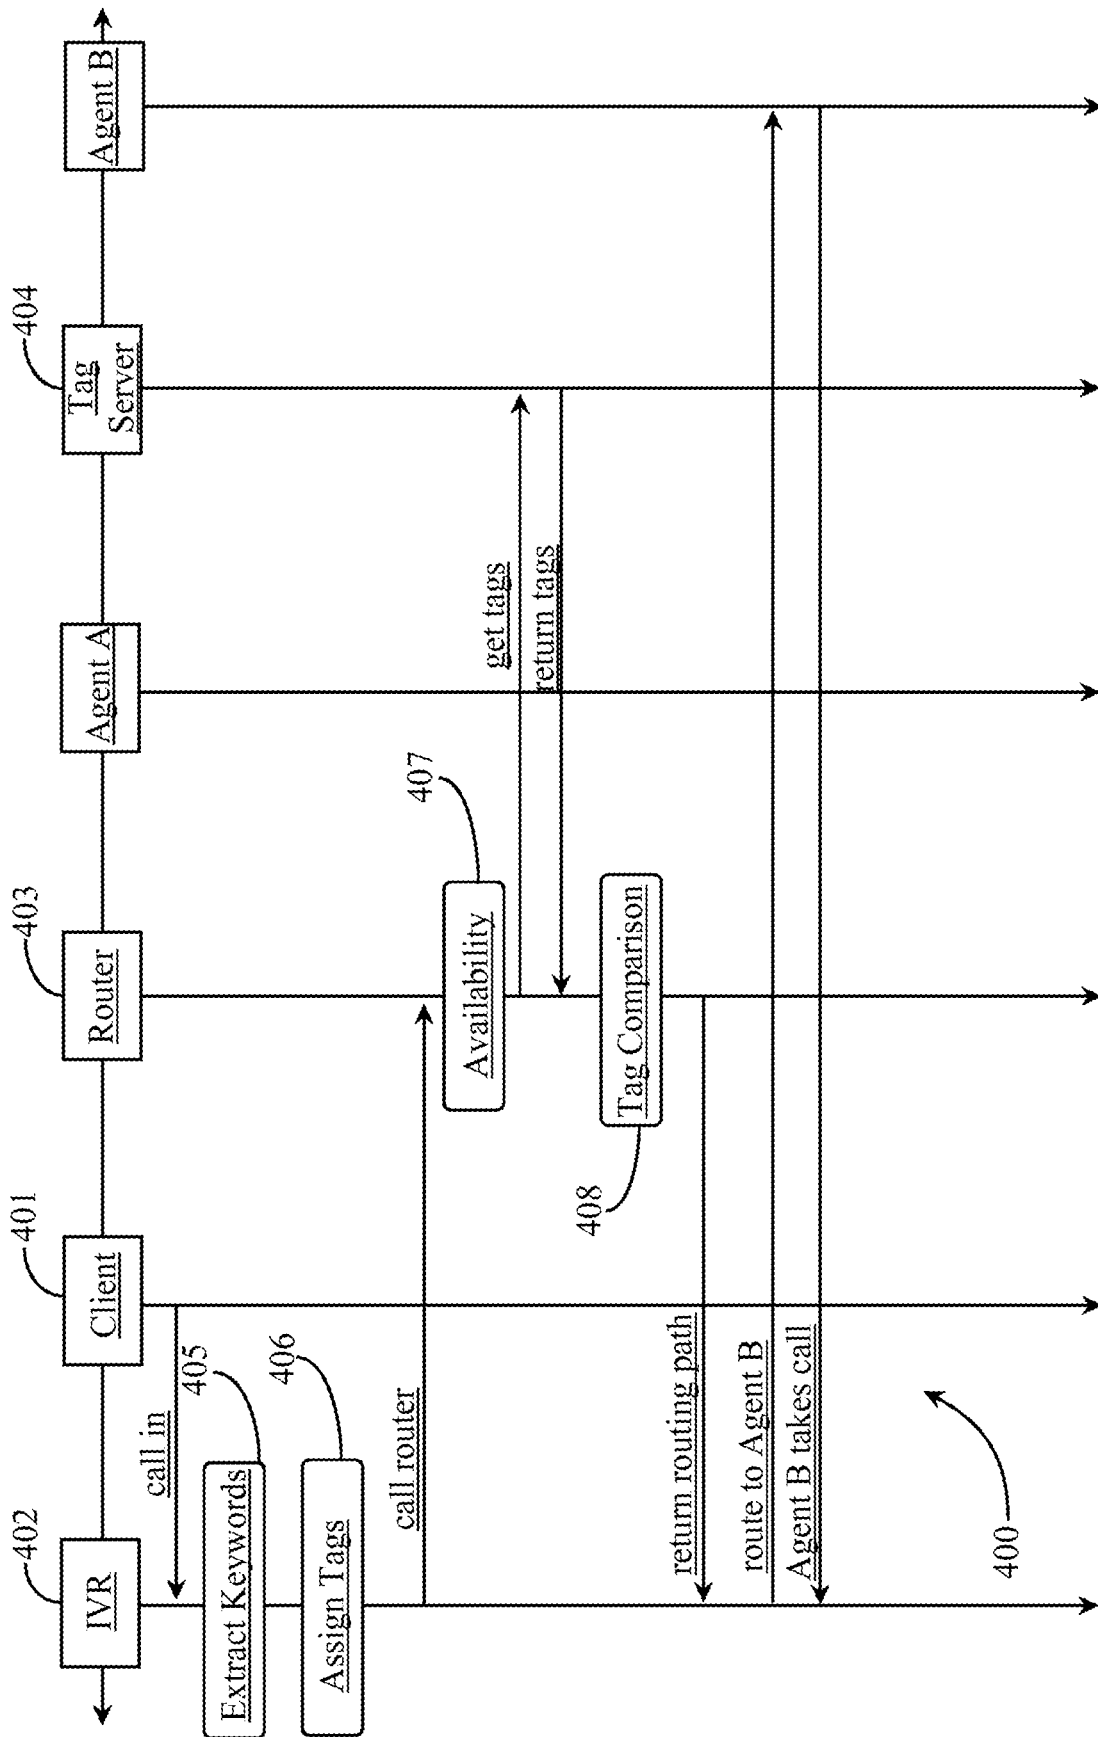 402
401
403
404
IVR
Client
Router
Agent A
Tag
Server
Agent B
call in
Extract Keywords
405
Assign Tags
406
call router
Availability
407
get tags
return tags
Tag Comparison
408
return routing path
route to Agent B
Agent B takes call
400